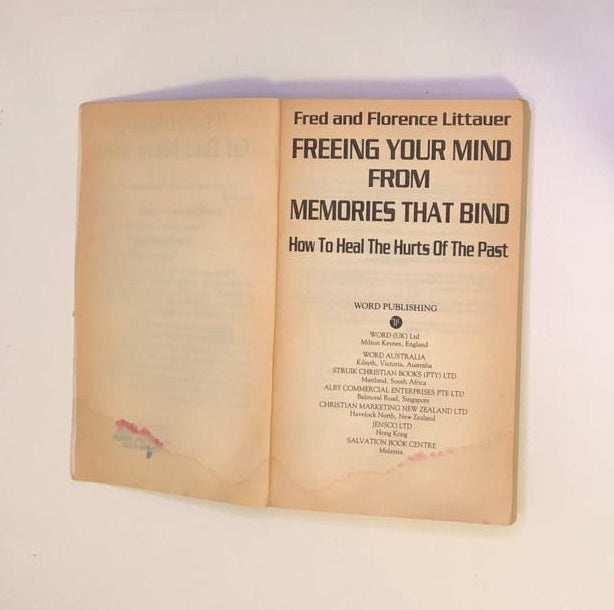 Fred and Florence Littauer
FREEING YOUR MIND
FROM
MEMORIES THAT BIND
How To Heal The Hurts Of The Past
WORD PUBLISHING
WORD (UK) Ltd
Milton Keynes, England
WORD AUSTRALIA
Kilsyth, Victoria, Australia
STRUIK CHRISTIAN BOOKS (PTY) LTD
Maitland, South Africa
ALBY COMMERCIAL ENTERPRISES PTE LTD
Balmoral Road, Singapore
CHRISTIAN MARKETING NEW ZEALAND LTD
Havelock North, New Zealand
JENSCO LTD
Hong Kong
SALVATION BOOK CENTRE
Malaysia